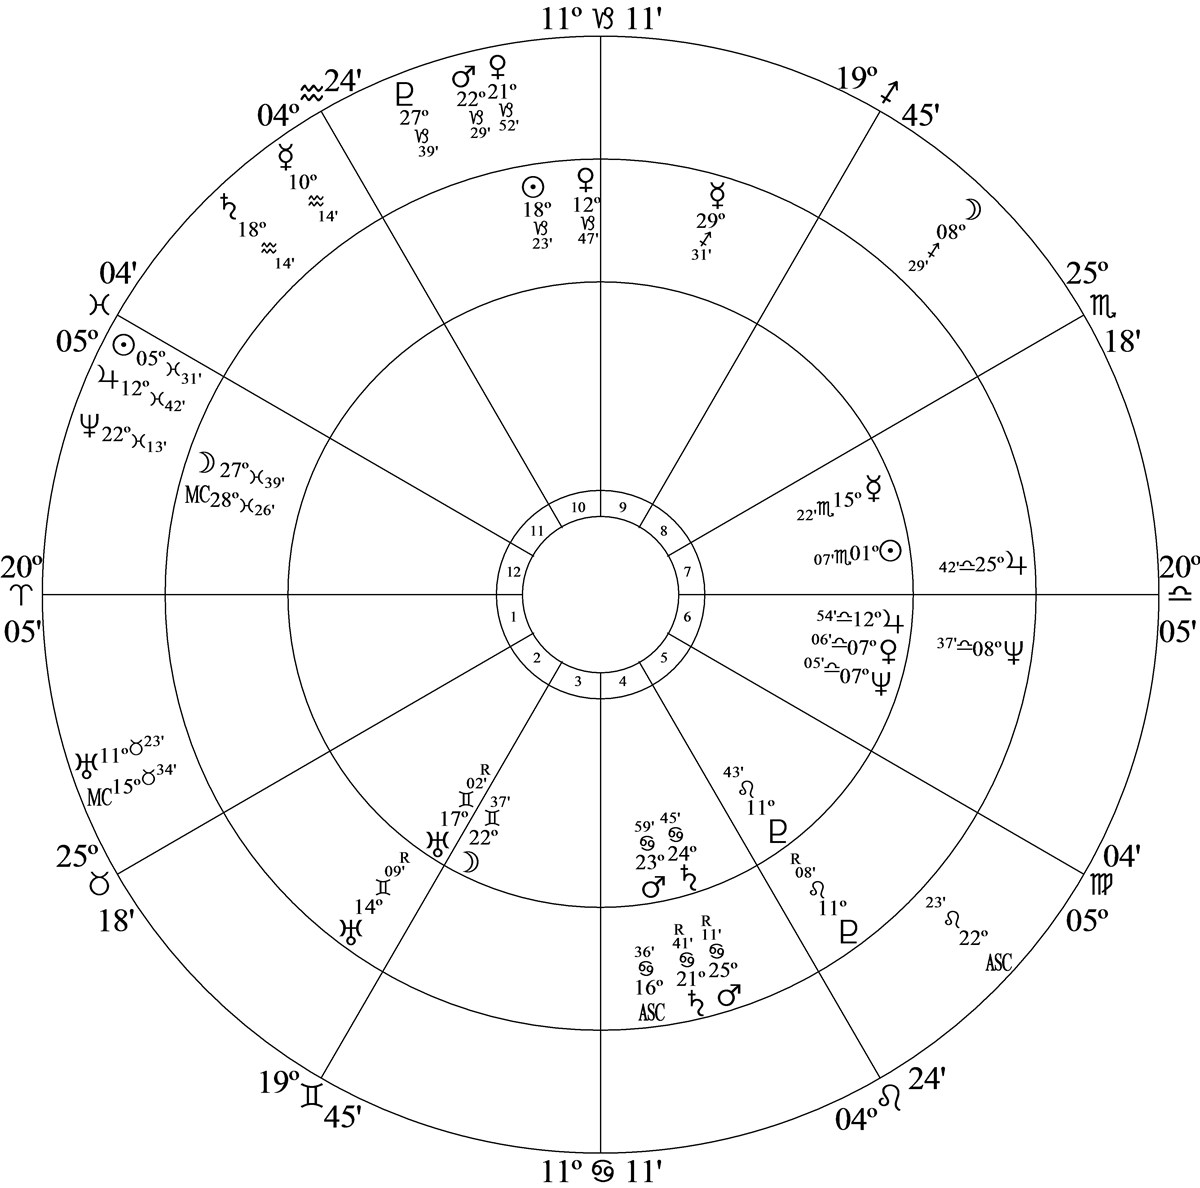 11° ♑ 11'
19° ♐ 45'
25° ♏ 18'
20° ♎ 05'
04' ♍ 05°
24' ♌ 04°
11° ♋ 11'
19° ♊ 45'
25° ♉ 18'
20° ♈ 05'
04' ♓ 05°
04° ♒ 24'
♀ 21° ♑ 52'
♂ 22° ♑ 29'
♇ 27° ♑ 39'
☿ 10° ♒ 14'
♄ 18° ♒ 14'
☉ 05° ♓ 31'
♃ 12° ♓ 42'
♆ 22° ♓ 13'
♅ 11° ♉ 23'
MC 15° ♉ 34'
23' ♌ 22° ASC
☽ 08° ♐ 29'
☉ 18° ♑ 23'
♀ 12° ♑ 47'
☿ 29° ♐ 31'
☽ 27° ♓ 39'
MC 28° ♓ 26'
♅ 14° ♊ 09' R
36' ♋ 16° ASC
R 41' ♋ 21° ♄
R 11' ♋ 25° ♂
R 08' ♌ 11° ♇
37' ♎ 08° ♆
42' ♎ 25° ♃
22' ♏ 15° ☿
07' ♏ 01° ☉
54' ♎ 12° ♃
06' ♎ 07° ♀
05' ♎ 07° ♆
43' ♌ 11° ♇
45' ♋ 24° ♄
59' ♋ 23° ♂
37' ♊ 22° ☽
R 02' ♊ 17° ♅
10
9
8
7
6
5
4
3
2
1
12
11